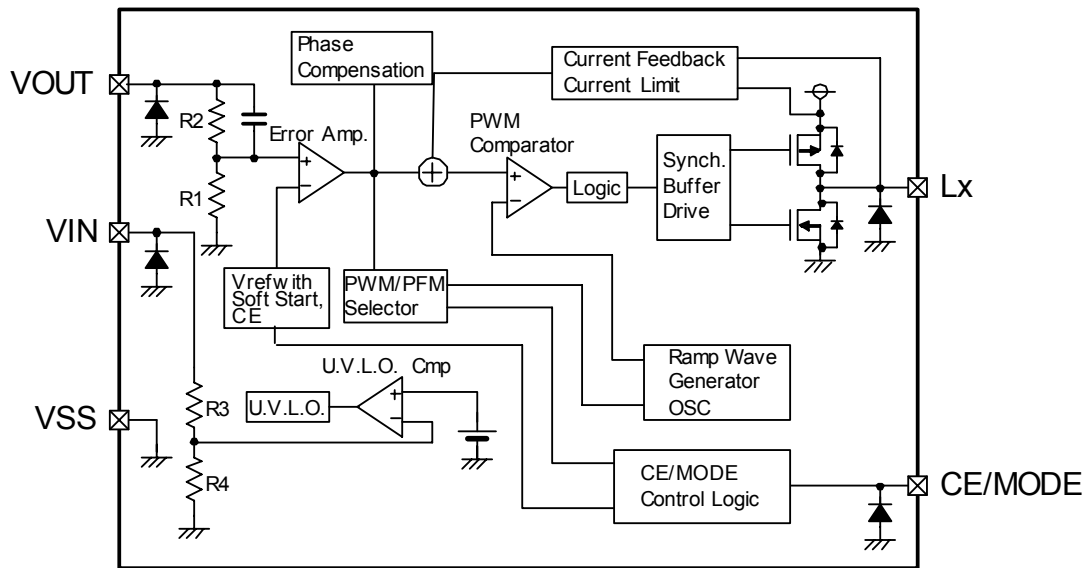 Phase
Compensation
Current Feedback
Current Limit
VOUT
R2
Error Amp.
PWM
Comparator
+
−
+
+
−
Logic
Synch.
Buffer
Drive
R1
Lx
VIN
Vref with
Soft Start,
CE
PWM/PFM
Selector
Ramp Wave
Generator
OSC
U.V.L.O. Cmp
U.V.L.O.
+
−
R3
VSS
R4
CE/MODE
Control Logic
CE/MODE